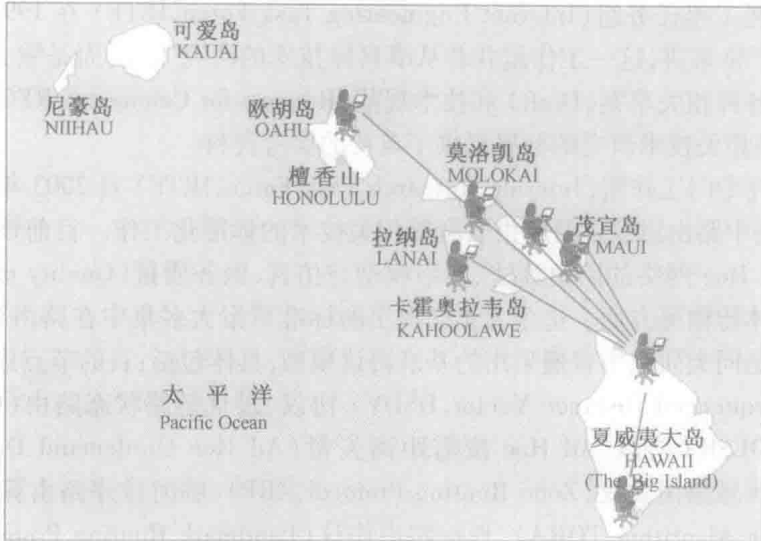 可爱岛
KAUAI
尼豪岛
NIIHAU
欧胡岛
OAHU
檀香山
HONOLULU
莫洛凯岛
MOLOKAI
茂宜岛
MAUI
拉纳岛
LANAI
卡霍奥拉韦岛
KAHOOLAWE
太 平 洋
Pacific Ocean
夏威夷大岛
HAWAII
(The Big Island)